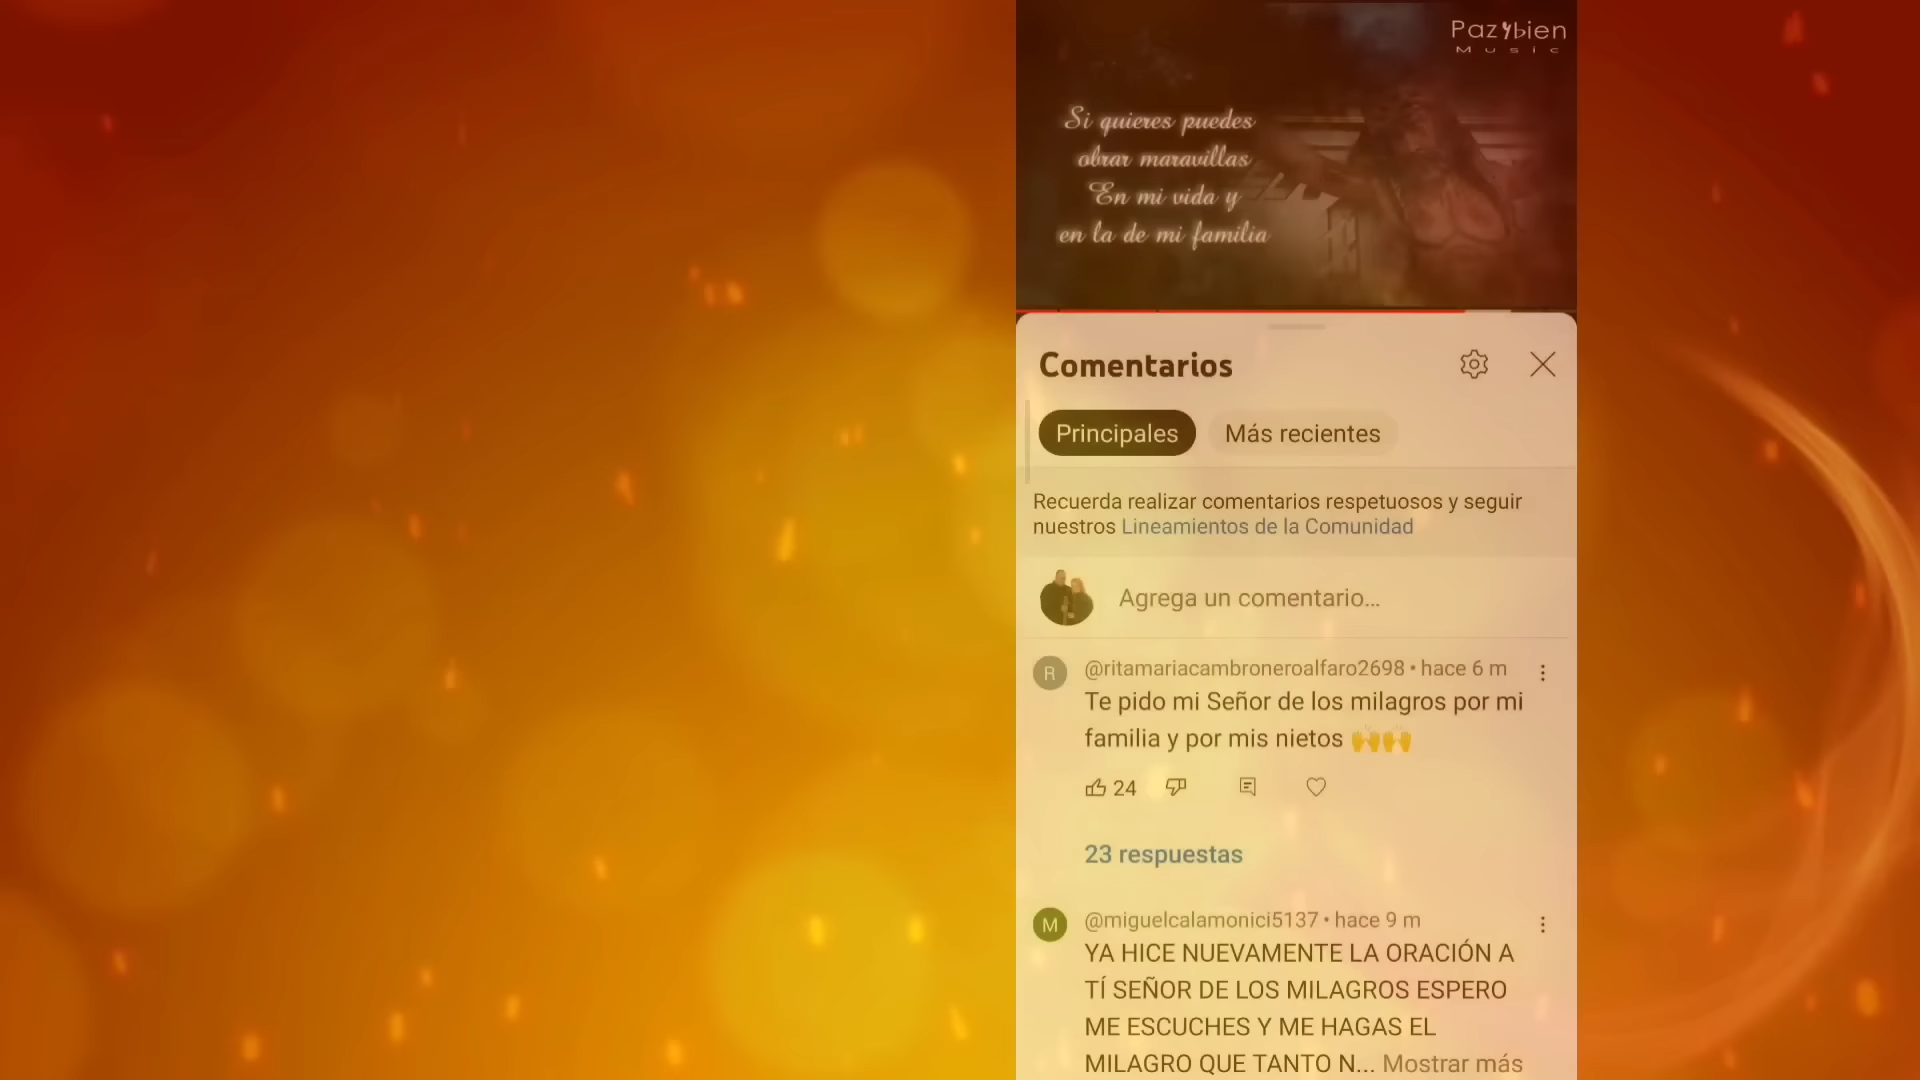 Pazybien
Music
Si quieres puedes
obrar maravillas
En mi vida y
en la de mi familia
Comentarios
Principales
Más recientes
Recuerda realizar comentarios respetuosos y seguir
nuestros Lineamientos de la Comunidad
Agrega un comentario...
R
@ritamariacambroneroalfaro2698 • hace 6 m
Te pido mi Señor de los milagros por mi
familia y por mis nietos 🙌🙌
24
23 respuestas
M
@miguelcalamonici5137 • hace 9 m
YA HICE NUEVAMENTE LA ORACIÓN A
TÍ SEÑOR DE LOS MILAGROS ESPERO
ME ESCUCHES Y ME HAGAS EL
MILAGRO QUE TANTO N... Mostrar más